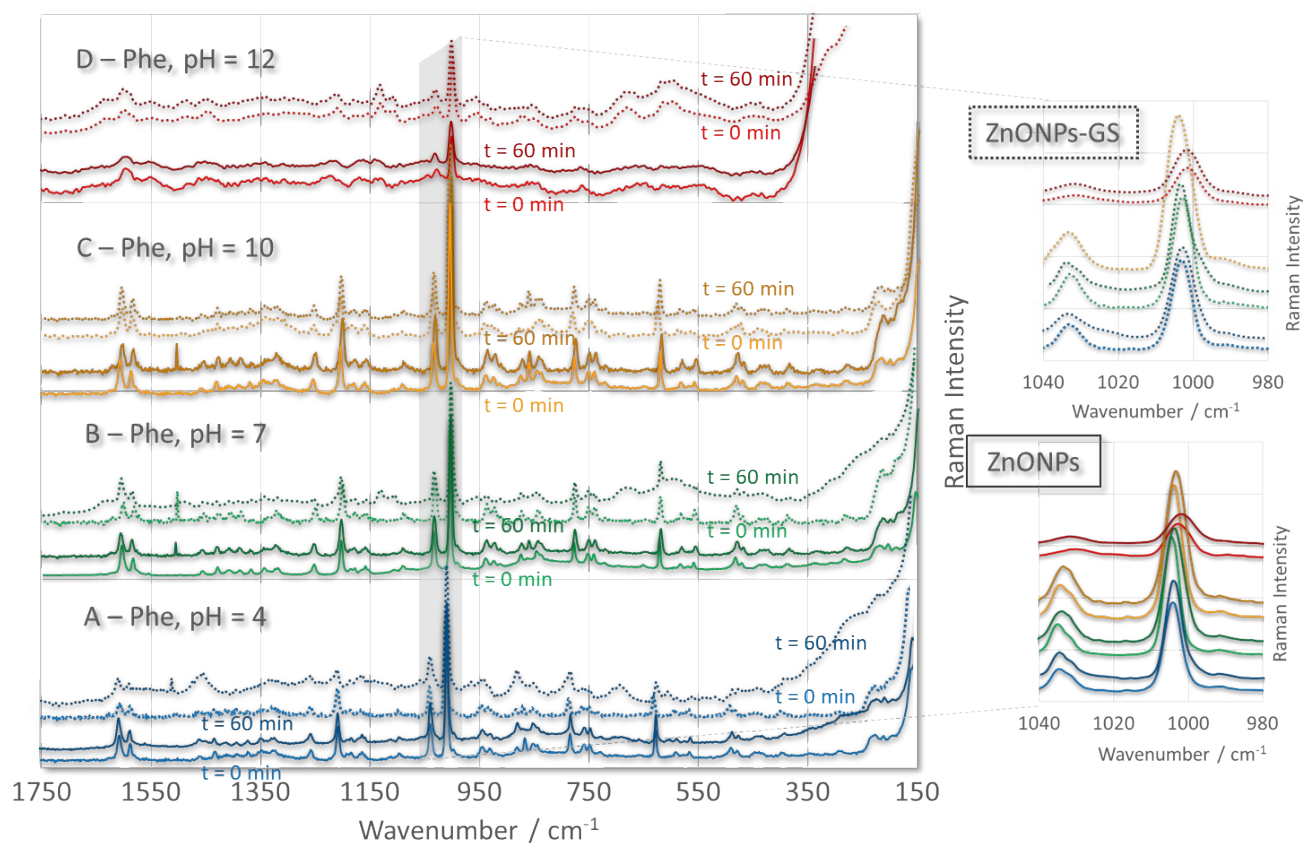 D – Phe, pH = 12
t = 60 min
t = 0 min
t = 60 min
t = 0 min
C – Phe, pH = 10
t = 60 min
t = 0 min
t = 60 min
t = 0 min
B – Phe, pH = 7
t = 60 min
t = 0 min
t = 60 min
t = 0 min
A – Phe, pH = 4
t = 60 min
t = 0 min
t = 60 min
t = 0 min
1750 1550 1350 1150 950 750 550 350 150
Wavenumber / cm⁻¹
Raman Intensity
ZnONPs-GS
Raman Intensity
1040 1020 1000 980
Wavenumber / cm⁻¹
ZnONPs
Raman Intensity
1040 1020 1000 980
Wavenumber / cm⁻¹